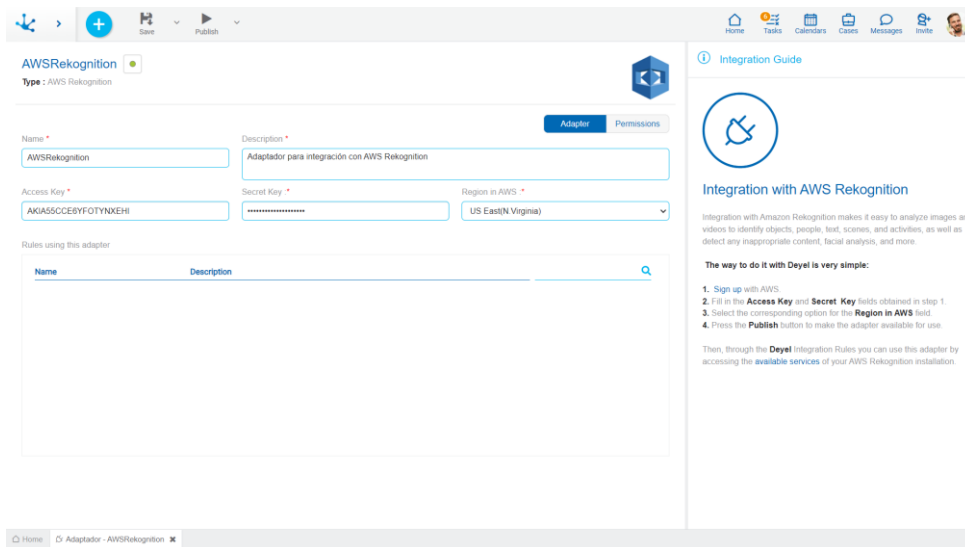 Save
Publish
Home
6
Tasks
Calendars
Cases
Messages
Invite
AWSRekognition
Type : AWS Rekognition
Adapter
Permissions
Name *
Description *
AWSRekognition
Adaptador para integración con AWS Rekognition
Access Key *
Secret Key *
Region in AWS *
AKIA55CCE6YFOTYNXEHI
US East(N.Virginia)
Rules using this adapter
Name
Description
Integration Guide
Integration with AWS Rekognition
Integration with Amazon Rekognition makes it easy to analyze images a
videos to identify objects, people, text, scenes, and activities, as well as
detect any inappropriate content, facial analysis, and more.
The way to do it with Deyel is very simple:
1. Sign up with AWS.
2. Fill in the Access Key and Secret Key fields obtained in step 1.
3. Select the corresponding option for the Region in AWS field.
4. Press the Publish button to make the adapter available for use.
Then, through the Deyel Integration Rules you can use this adapter by
accessing the available services of your AWS Rekognition installation.
Home
Adaptador - AWSRekognition